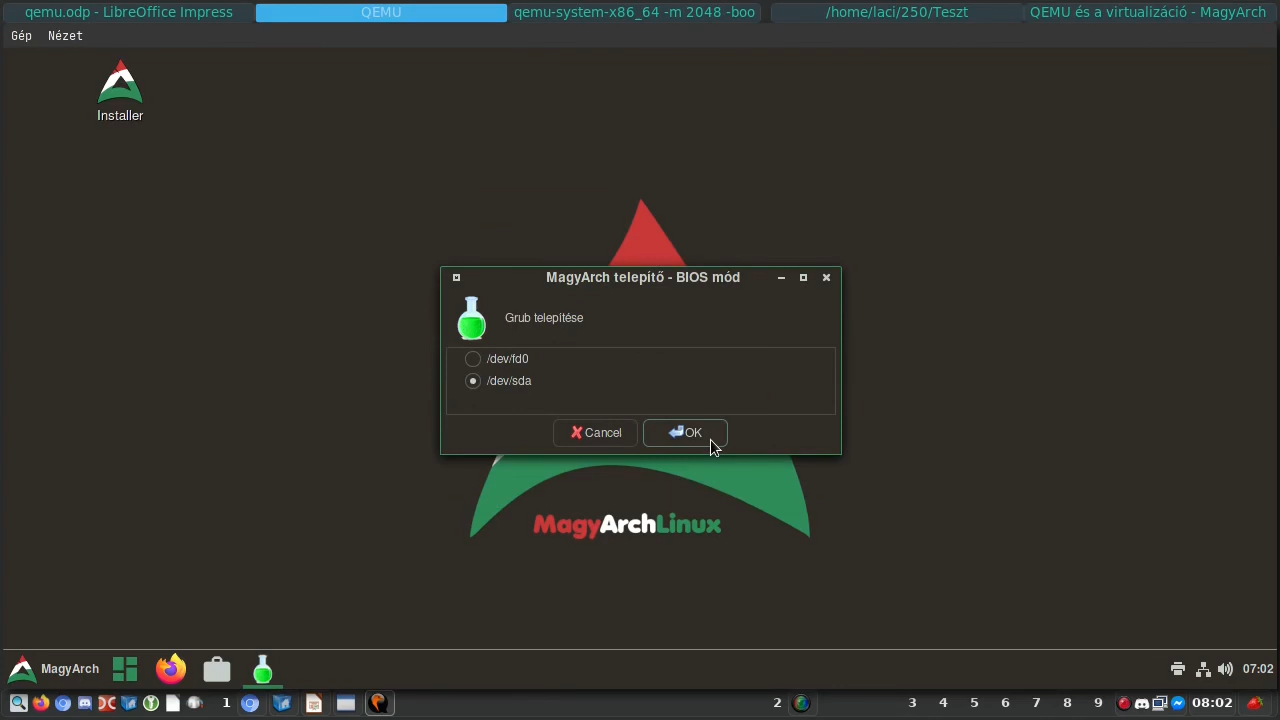 qemu.odp - LibreOffice Impress
QEMU
qemu-system-x86_64 -m 2048 -boo
/home/laci/250/Teszt
QEMU és a virtualizáció - MagyArch
Gép Nézet
Installer
MagyArch telepítő - BIOS mód
Grub telepítése
/dev/fd0
/dev/sda
Cancel OK
MagyArchLinux
MagyArch 07:02
1 2 3 4 5 6 7 8 9 08:02